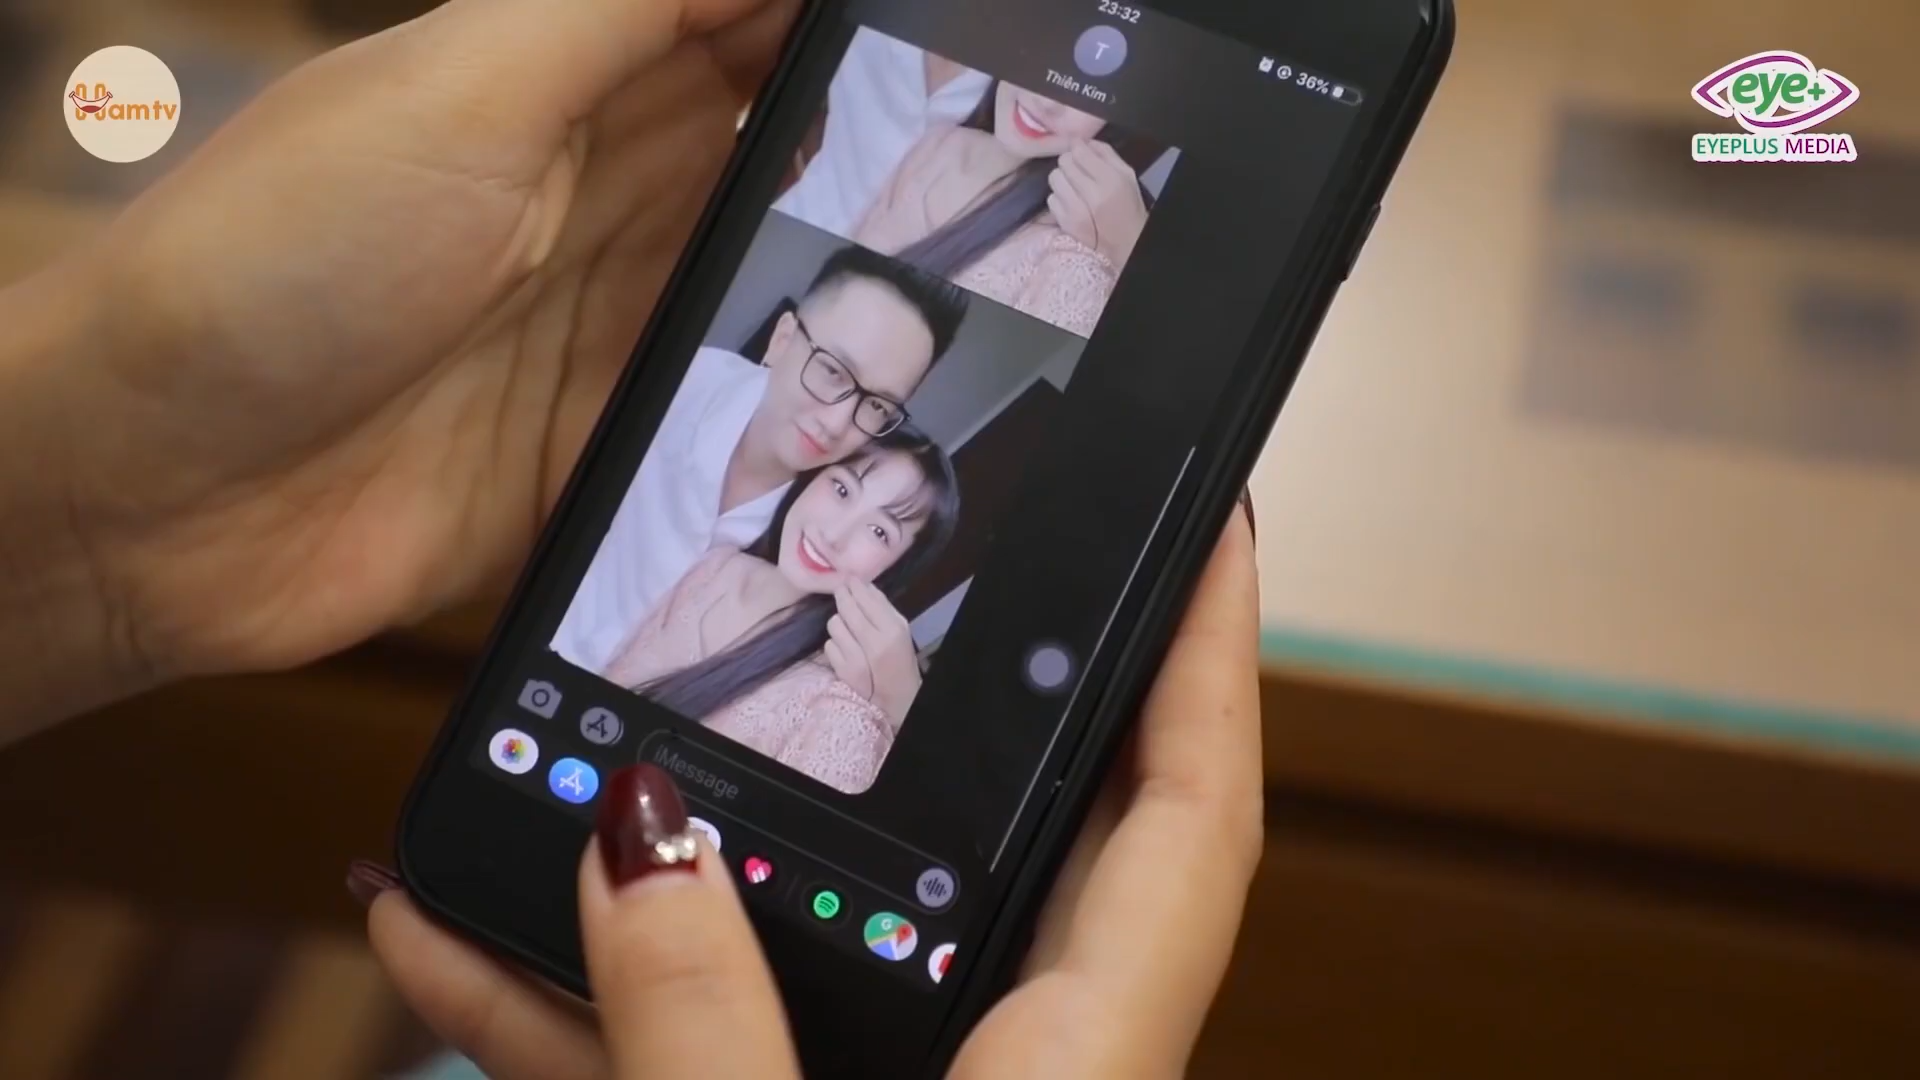 23:32
36%
T
Thiên Kim
Hamtv
eye+
EYEPLUS MEDIA
iMessage
G